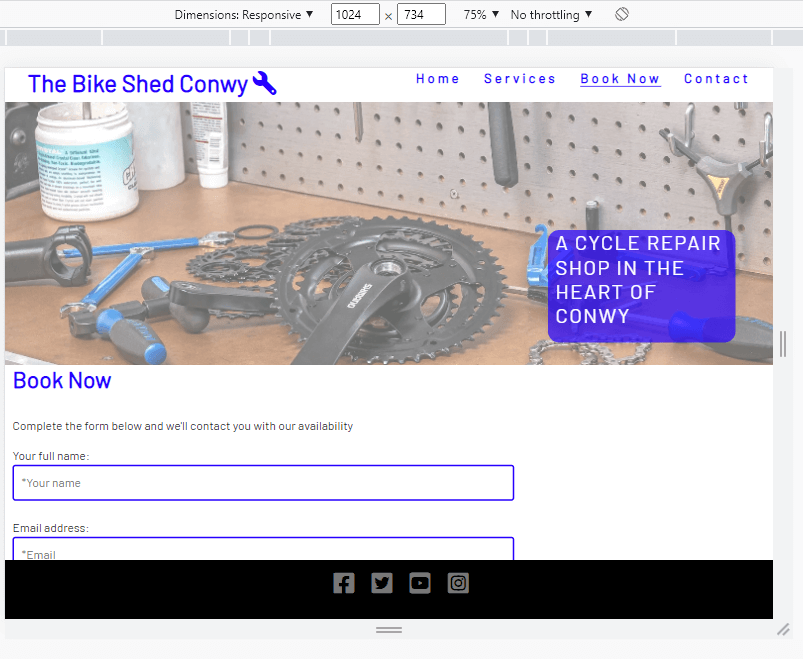 Dimensions: Responsive ▼ 1024 × 734 75% ▼ No throttling ▼
The Bike Shed Conwy
Home Services Book Now Contact
SHIMANO
A CYCLE REPAIR
SHOP IN THE
HEART OF
CONWY
Book Now
Complete the form below and we'll contact you with our availability
Your full name:
*Your name
Email address:
*Email